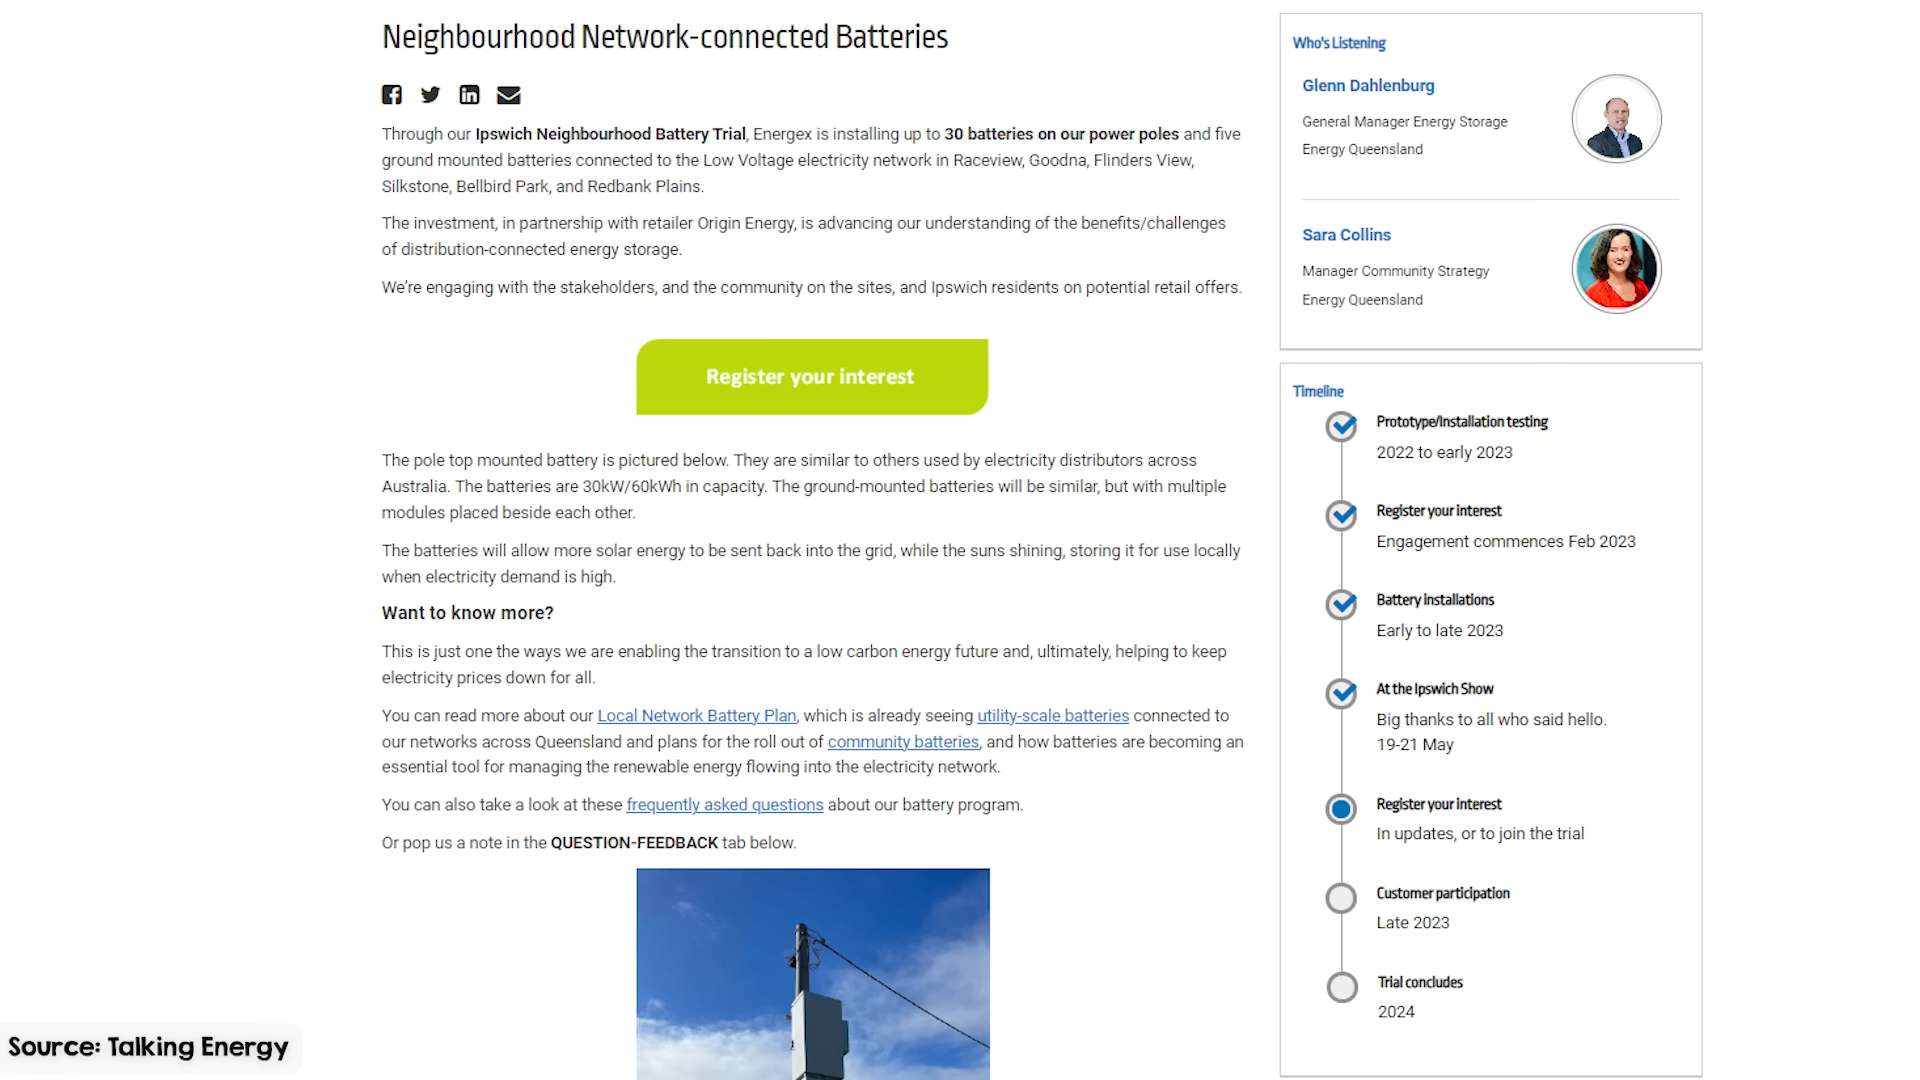 Neighbourhood Network-connected Batteries
Through our Ipswich Neighbourhood Battery Trial, Energex is installing up to 30 batteries on our power poles and five
ground mounted batteries connected to the Low Voltage electricity network in Raceview, Goodna, Flinders View,
Silkstone, Bellbird Park, and Redbank Plains.
The investment, in partnership with retailer Origin Energy, is advancing our understanding of the benefits/challenges
of distribution-connected energy storage.
We're engaging with the stakeholders, and the community on the sites, and Ipswich residents on potential retail offers.
Register your interest
The pole top mounted battery is pictured below. They are similar to others used by electricity distributors across
Australia. The batteries are 30kW/60kWh in capacity. The ground-mounted batteries will be similar, but with multiple
modules placed beside each other.
The batteries will allow more solar energy to be sent back into the grid, while the suns shining, storing it for use locally
when electricity demand is high.
Want to know more?
This is just one the ways we are enabling the transition to a low carbon energy future and, ultimately, helping to keep
electricity prices down for all.
You can read more about our Local Network Battery Plan, which is already seeing utility-scale batteries connected to
our networks across Queensland and plans for the roll out of community batteries, and how batteries are becoming an
essential tool for managing the renewable energy flowing into the electricity network.
You can also take a look at these frequently asked questions about our battery program.
Or pop us a note in the QUESTION-FEEDBACK tab below.
Who's Listening
Glenn Dahlenburg
General Manager Energy Storage
Energy Queensland
Sara Collins
Manager Community Strategy
Energy Queensland
Timeline
Prototype/Installation testing
2022 to early 2023
Register your interest
Engagement commences Feb 2023
Battery installations
Early to late 2023
At the Ipswich Show
Big thanks to all who said hello.
19-21 May
Register your interest
In updates, or to join the trial
Customer participation
Late 2023
Trial concludes
2024
Source: Talking Energy